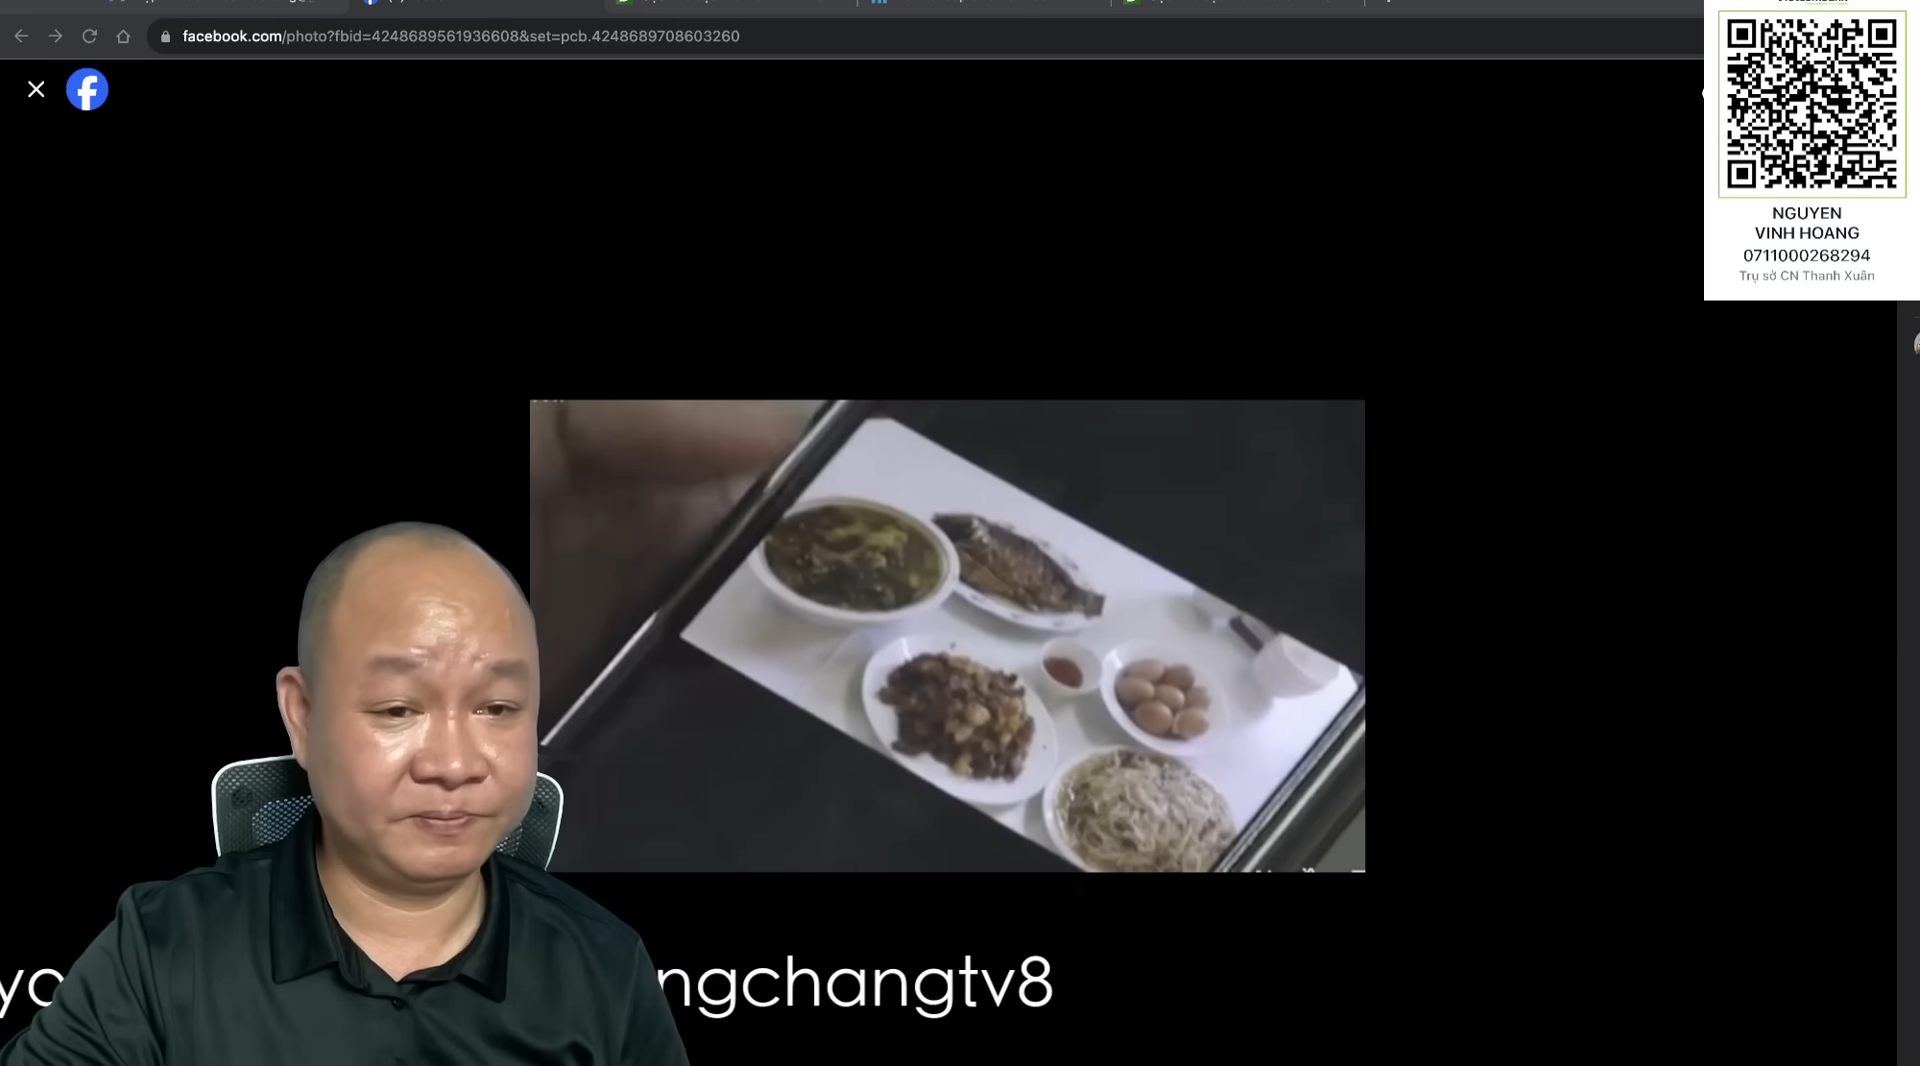 facebook.com/photo?fbid=4248689561936608&set=pcb.4248689708603260
NGUYEN
VINH HOANG
0711000268294
Trụ sở CN Thanh Xuân
ngchangtv8